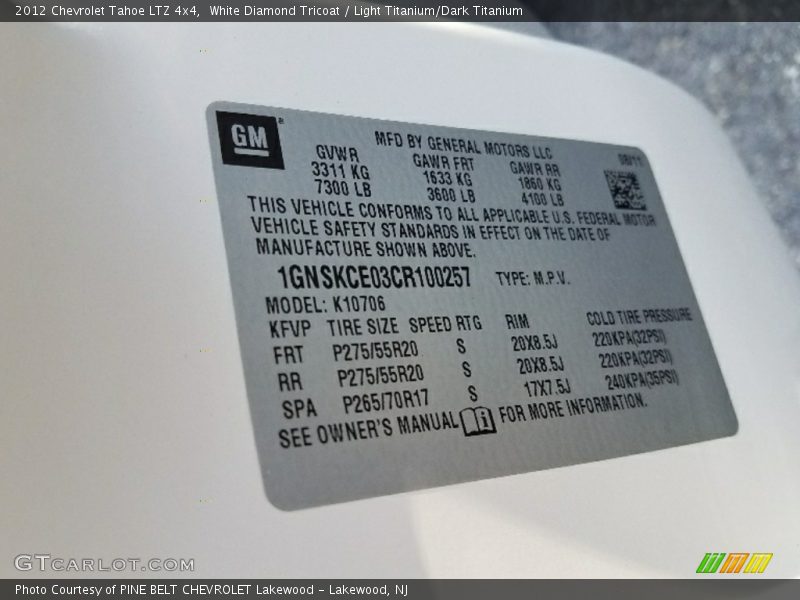 2012 Chevrolet Tahoe LTZ 4x4, White Diamond Tricoat / Light Titanium/Dark Titanium
GM
MFD BY GENERAL MOTORS LLC
08/11
GVWR GAWR FRT GAWR RR
3311 KG 1633 KG 1860 KG
7300 LB 3600 LB 4100 LB
THIS VEHICLE CONFORMS TO ALL APPLICABLE U.S. FEDERAL MOTOR
VEHICLE SAFETY STANDARDS IN EFFECT ON THE DATE OF
MANUFACTURE SHOWN ABOVE.
1GNSKCE03CR100257 TYPE: M.P.V.
MODEL: K10706
KFVP TIRE SIZE SPEED RTG RIM COLD TIRE PRESSURE
FRT P275/55R20 S 20X8.5J 220KPA(32PSI)
RR P275/55R20 S 20X8.5J 220KPA(32PSI)
SPA P265/70R17 S 17X7.5J 240KPA(35PSI)
SEE OWNER'S MANUAL FOR MORE INFORMATION.
GTCARLOT.COM
Photo Courtesy of PINE BELT CHEVROLET Lakewood - Lakewood, NJ